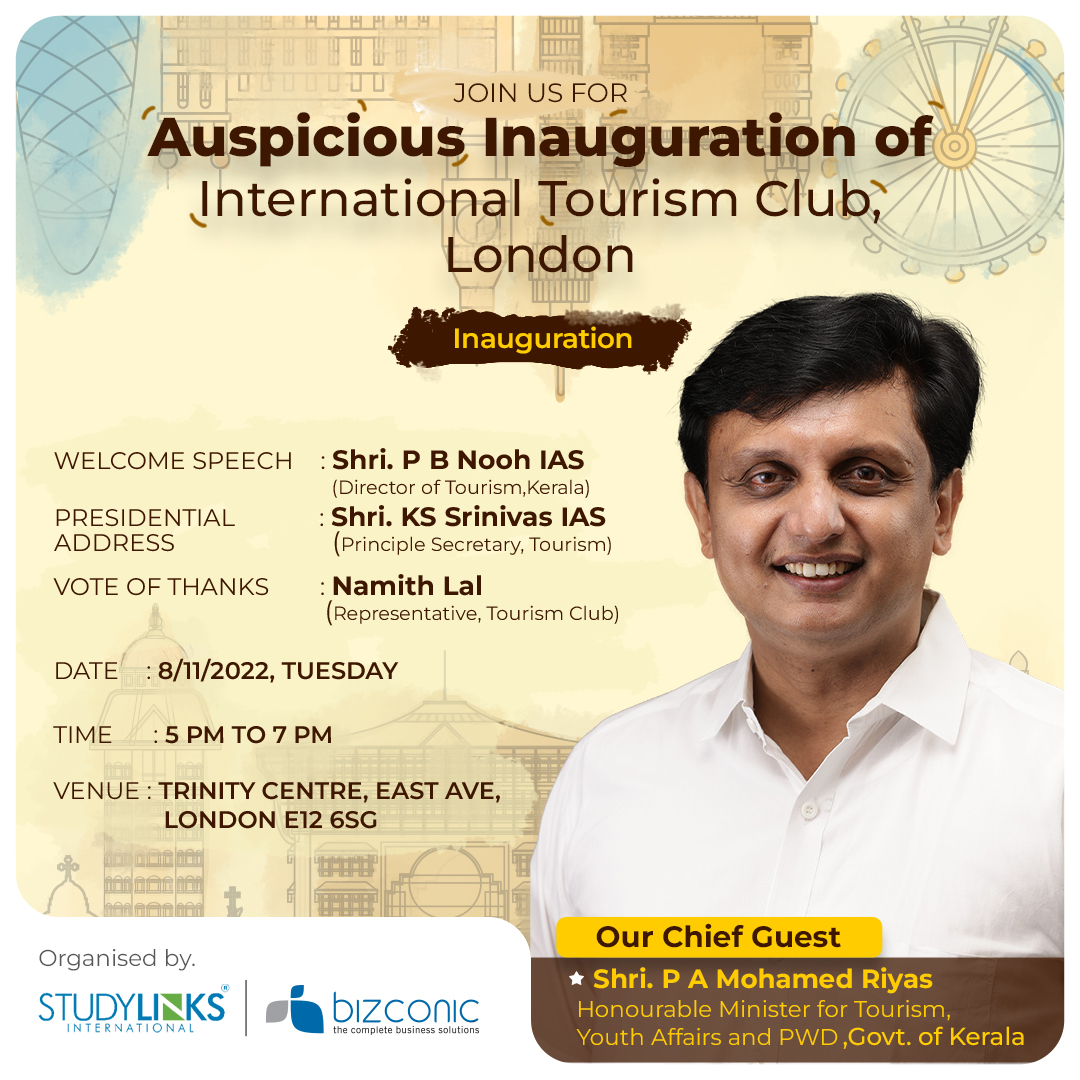 JOIN US FOR
Auspicious Inauguration of
International Tourism Club,
London
Inauguration
WELCOME SPEECH : Shri. P B Nooh IAS
(Director of Tourism,Kerala)
PRESIDENTIAL : Shri. KS Srinivas IAS
ADDRESS (Principle Secretary, Tourism)
VOTE OF THANKS : Namith Lal
(Representative, Tourism Club)
DATE : 8/11/2022, TUESDAY
TIME : 5 PM TO 7 PM
VENUE : TRINITY CENTRE, EAST AVE,
LONDON E12 6SG
Organised by.
STUDYLINKS®
INTERNATIONAL
bizconic
the complete business solutions
Our Chief Guest
Shri. P A Mohamed Riyas
Honourable Minister for Tourism,
Youth Affairs and PWD ,Govt. of Kerala